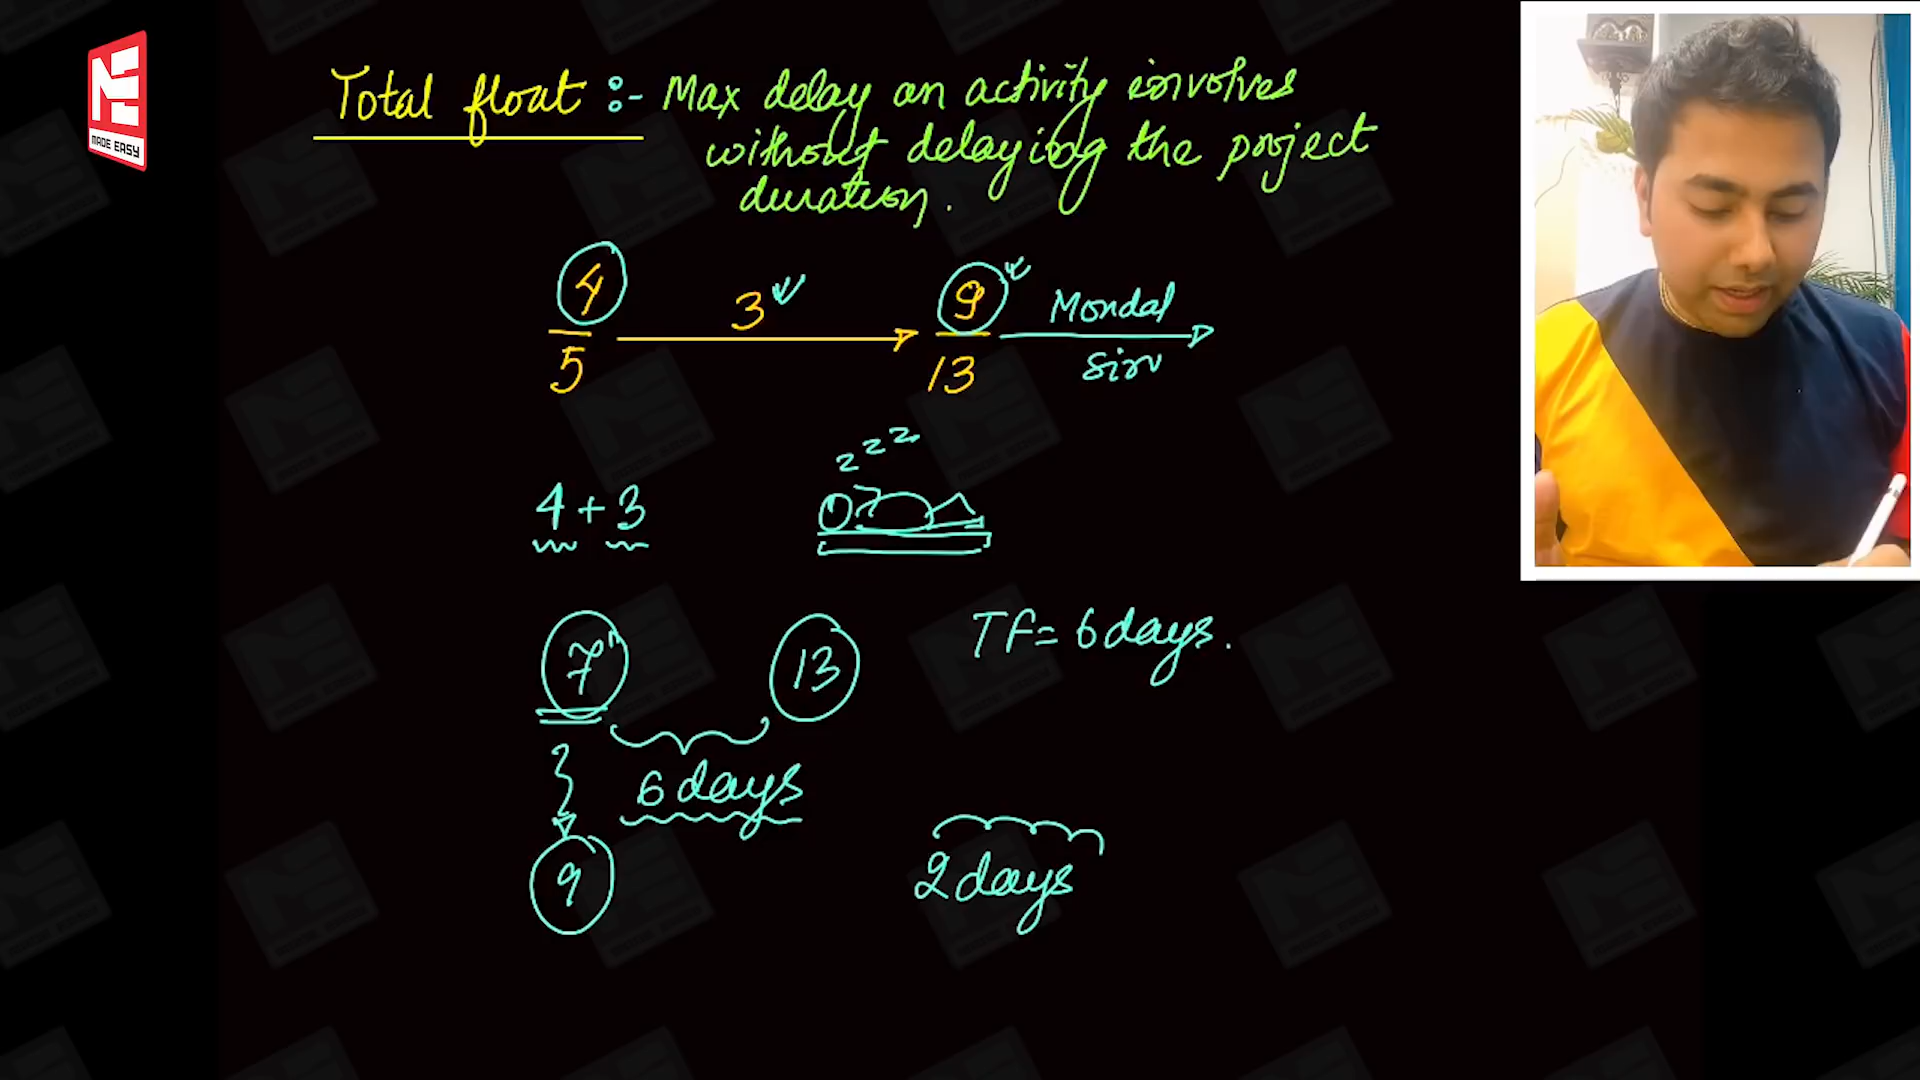 MADE EASY
Total float :- Max delay an activity involves
without delaying the project
duration.
4 3 9 Mondal
5 13 Sir
z z z
4 + 3
7 13 TF = 6 days.
6 days
9 2 days